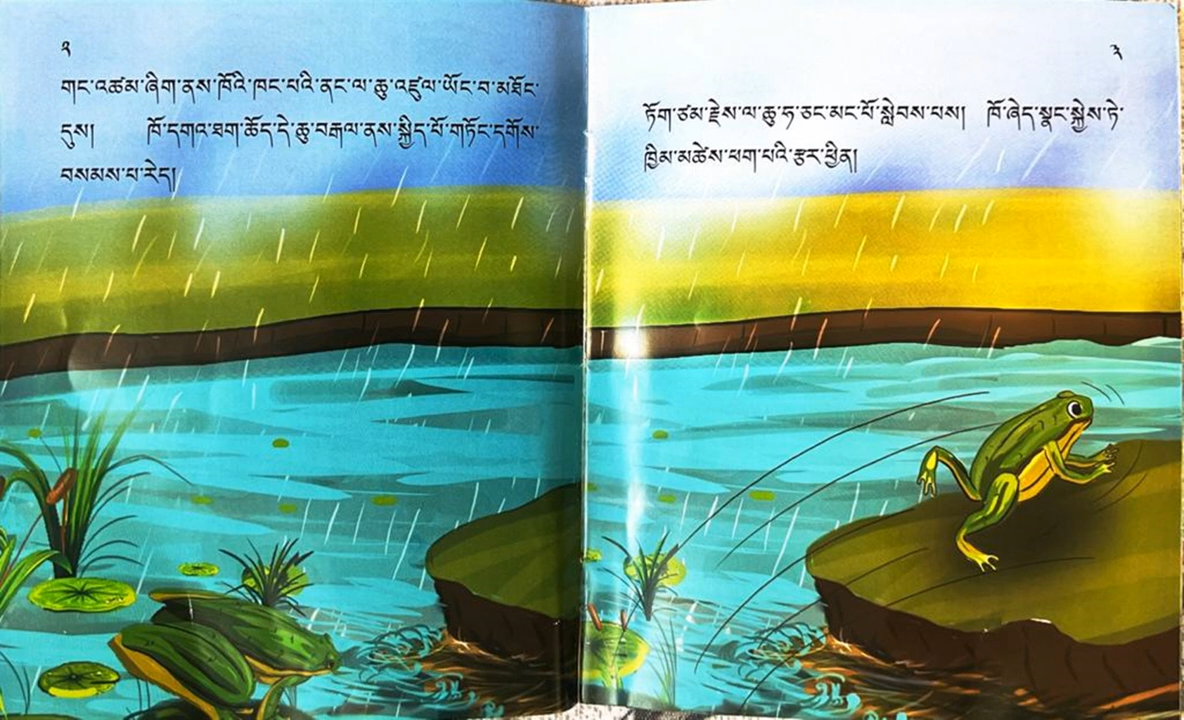 ༢
གང་འཚམ་ཞིག་ནས་ཁོའི་ཁང་པའི་ནང་ལ་ཆུ་འཛུལ་ཡོང་བ་མཐོང་
དུས། ཁོ་དགའ་ཐག་ཆོད་དེ་ཆུ་བརྒལ་ནས་སྐྱིད་པོ་གཏོང་དགོས་
བསམས་པ་རེད།
༣
ཏོག་ཙམ་རྗེས་ལ་ཆུ་ཧ་ཅང་མང་པོ་སླེབས་པས། ཁོ་ཞེད་སྣང་སྐྱེས་ཏེ་
ཁྱིམ་མཚེས་ཕག་པའི་རྩར་ཕྱིན།